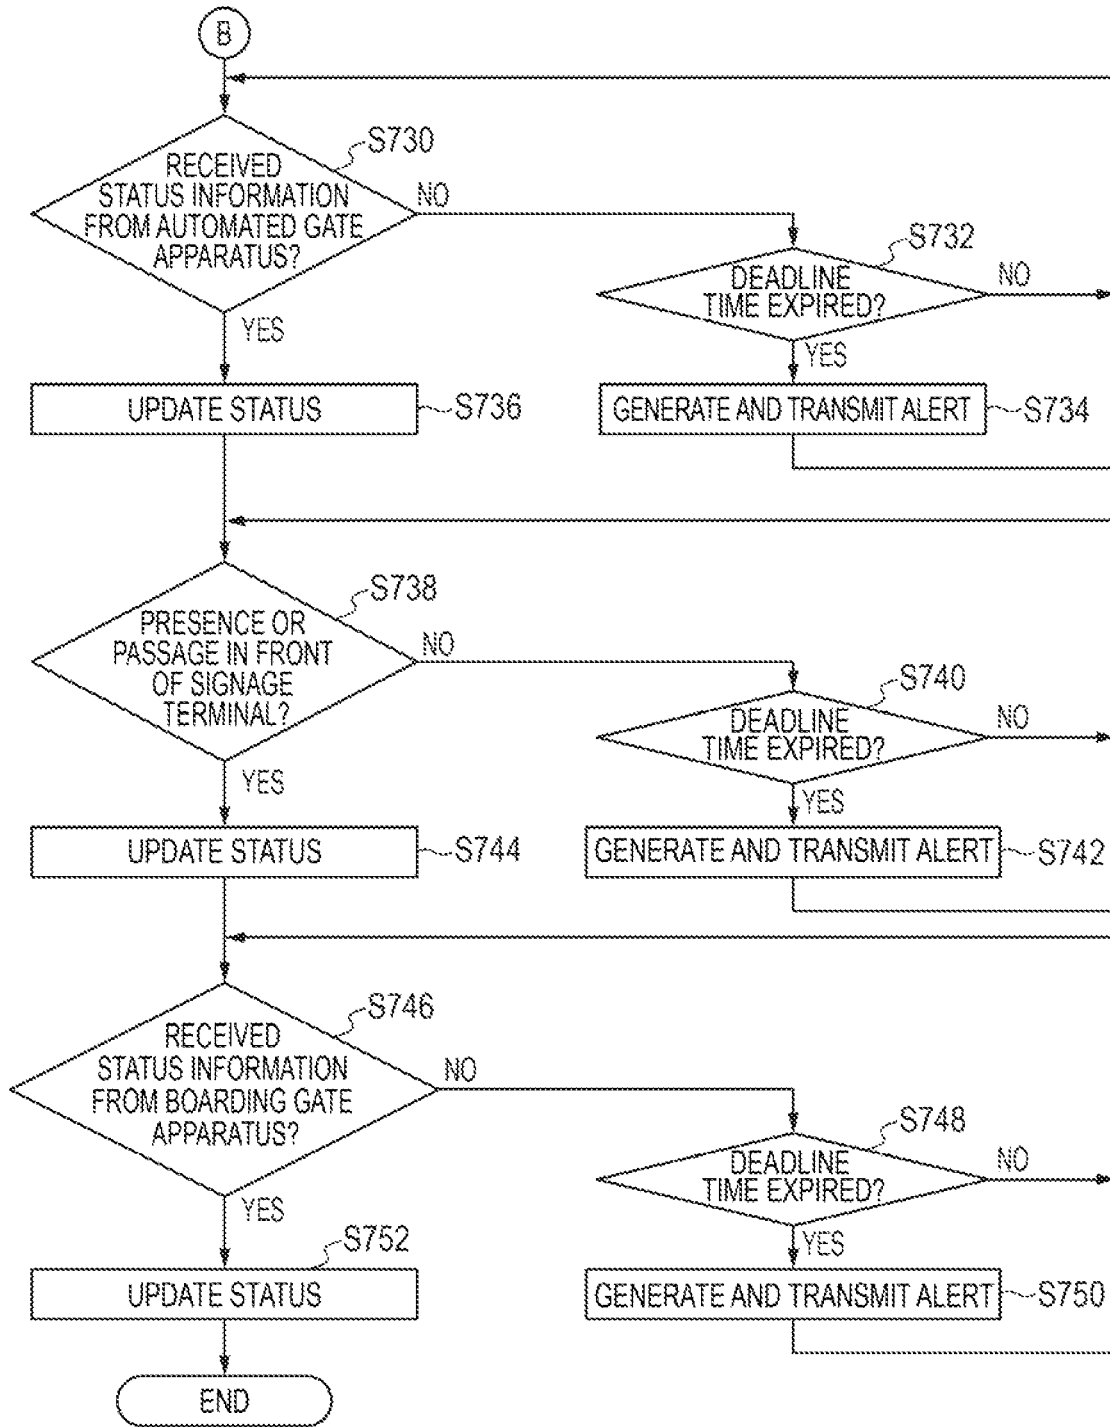 B
S730
RECEIVED
STATUS INFORMATION
FROM AUTOMATED GATE
APPARATUS?
NO
YES
S732
DEADLINE
TIME EXPIRED?
NO
YES
UPDATE STATUS
S736
GENERATE AND TRANSMIT ALERT
S734
S738
PRESENCE OR
PASSAGE IN FRONT
OF SIGNAGE
TERMINAL?
NO
YES
S740
DEADLINE
TIME EXPIRED?
NO
YES
UPDATE STATUS
S744
GENERATE AND TRANSMIT ALERT
S742
S746
RECEIVED
STATUS INFORMATION
FROM BOARDING GATE
APPARATUS?
NO
YES
S748
DEADLINE
TIME EXPIRED?
NO
YES
S752
UPDATE STATUS
GENERATE AND TRANSMIT ALERT
S750
END